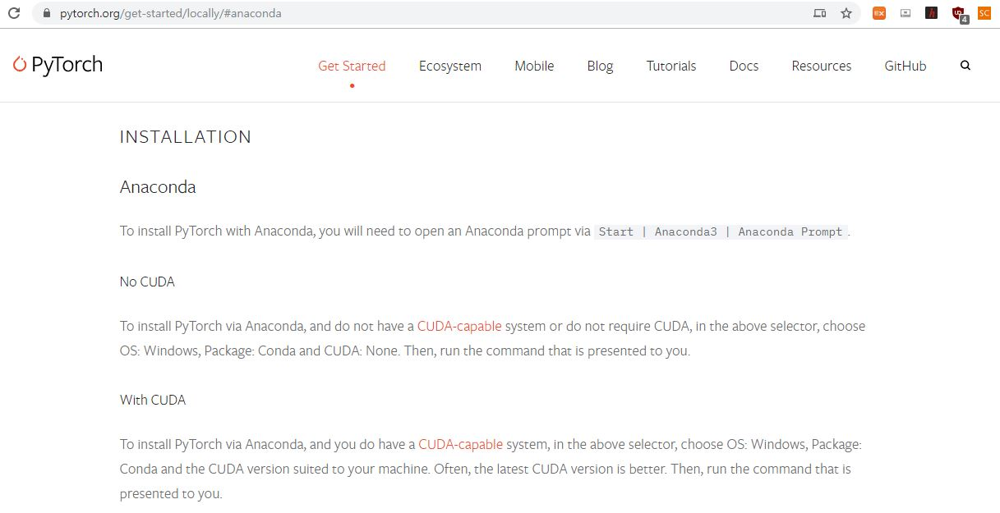 pytorch.org/get-started/locally/#anaconda
EX
h
4
SC
PyTorch
Get Started Ecosystem Mobile Blog Tutorials Docs Resources GitHub
INSTALLATION
Anaconda
To install PyTorch with Anaconda, you will need to open an Anaconda prompt via Start | Anaconda3 | Anaconda Prompt.
No CUDA
To install PyTorch via Anaconda, and do not have a CUDA-capable system or do not require CUDA, in the above selector, choose
OS: Windows, Package: Conda and CUDA: None. Then, run the command that is presented to you.
With CUDA
To install PyTorch via Anaconda, and you do have a CUDA-capable system, in the above selector, choose OS: Windows, Package:
Conda and the CUDA version suited to your machine. Often, the latest CUDA version is better. Then, run the command that is
presented to you.